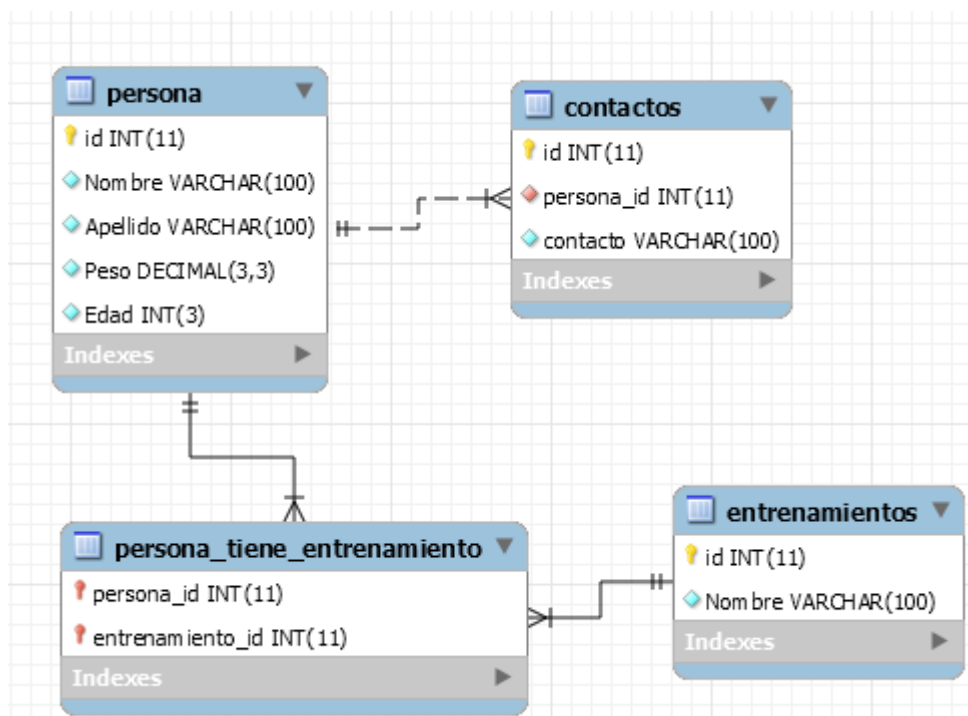 persona
id INT(11)
Nombre VARCHAR(100)
Apellido VARCHAR(100)
Peso DECIMAL(3,3)
Edad INT(3)
Indexes
contactos
id INT(11)
persona_id INT(11)
contacto VARCHAR(100)
Indexes
persona_tiene_entrenamiento
persona_id INT(11)
entrenamiento_id INT(11)
Indexes
entrenamientos
id INT(11)
Nombre VARCHAR(100)
Indexes